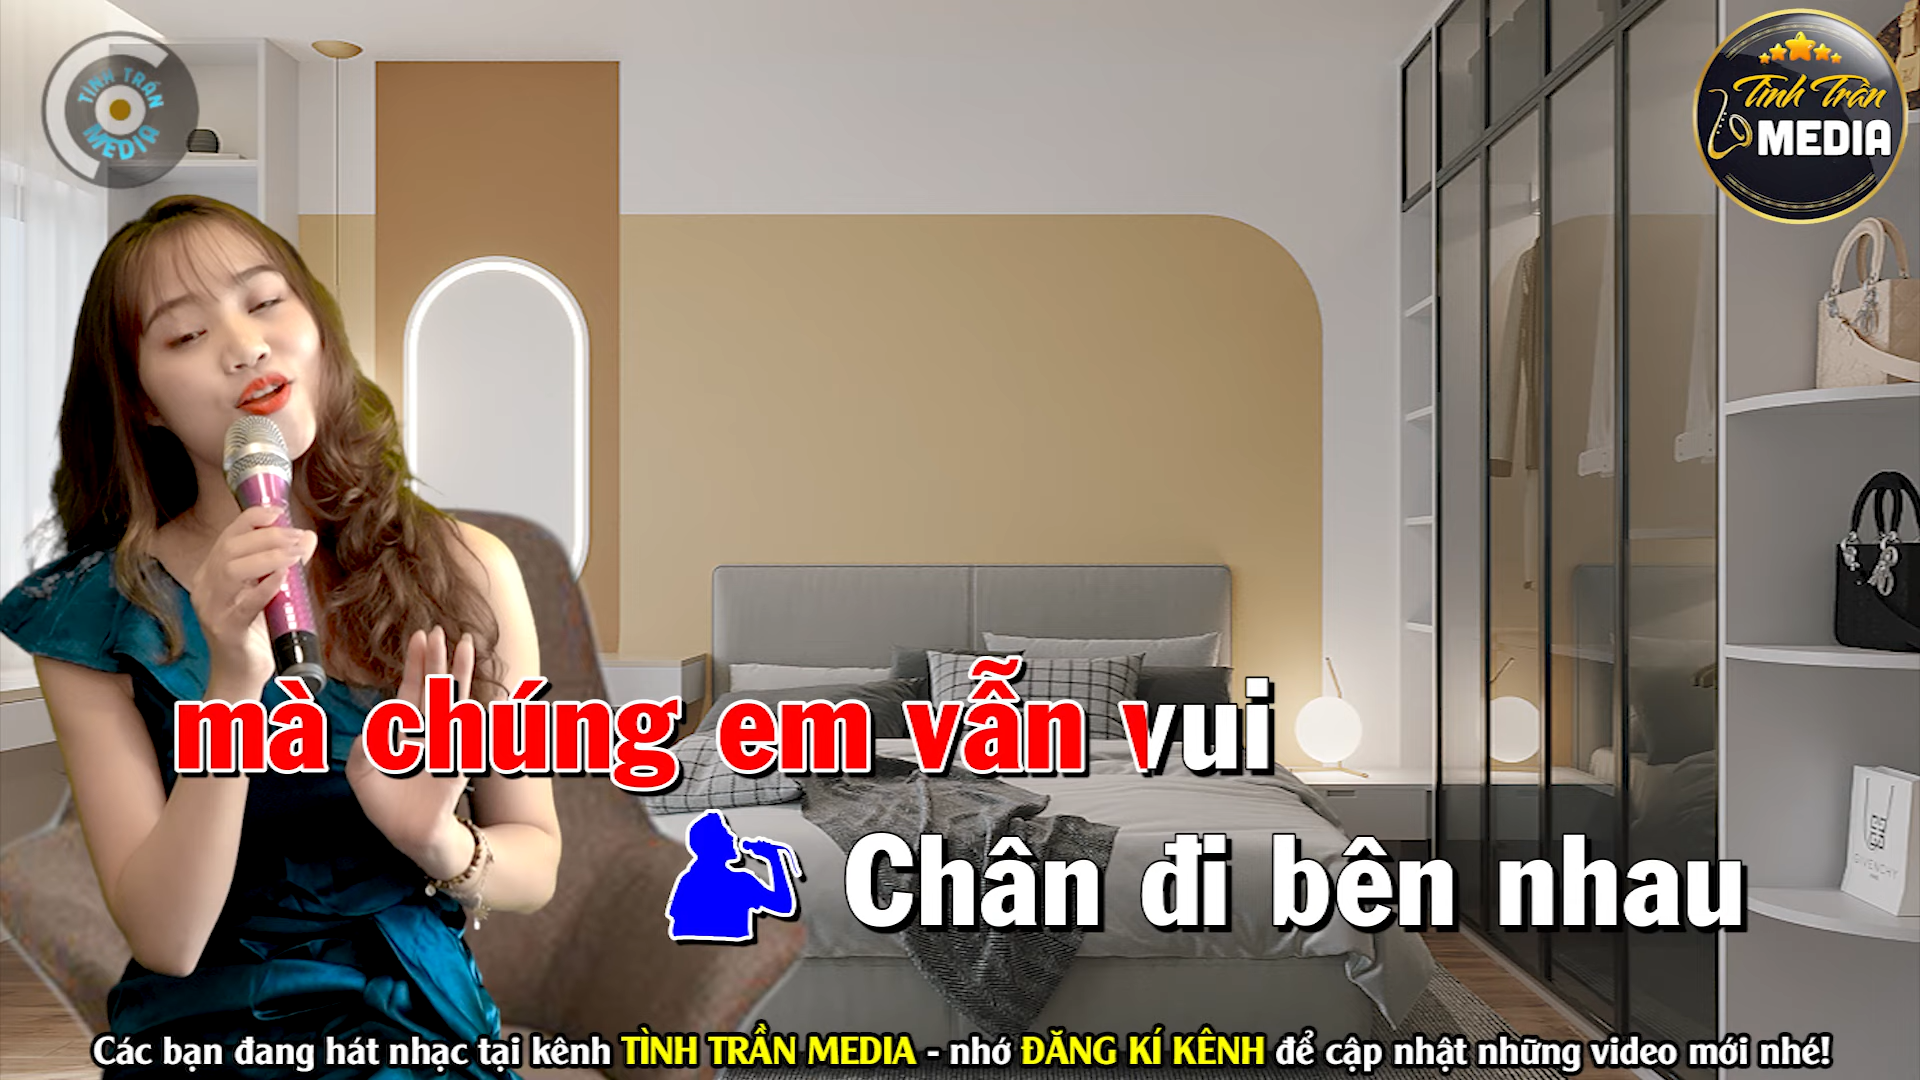 TÌNH TRẦN
MEDIA
Tình Trần
MEDIA
mà chúng em vẫn vui
Chân đi bên nhau
GIVENCHY
Các bạn đang hát nhạc tại kênh TÌNH TRẦN MEDIA - nhớ ĐĂNG KÍ KÊNH để cập nhật những video mới nhé!